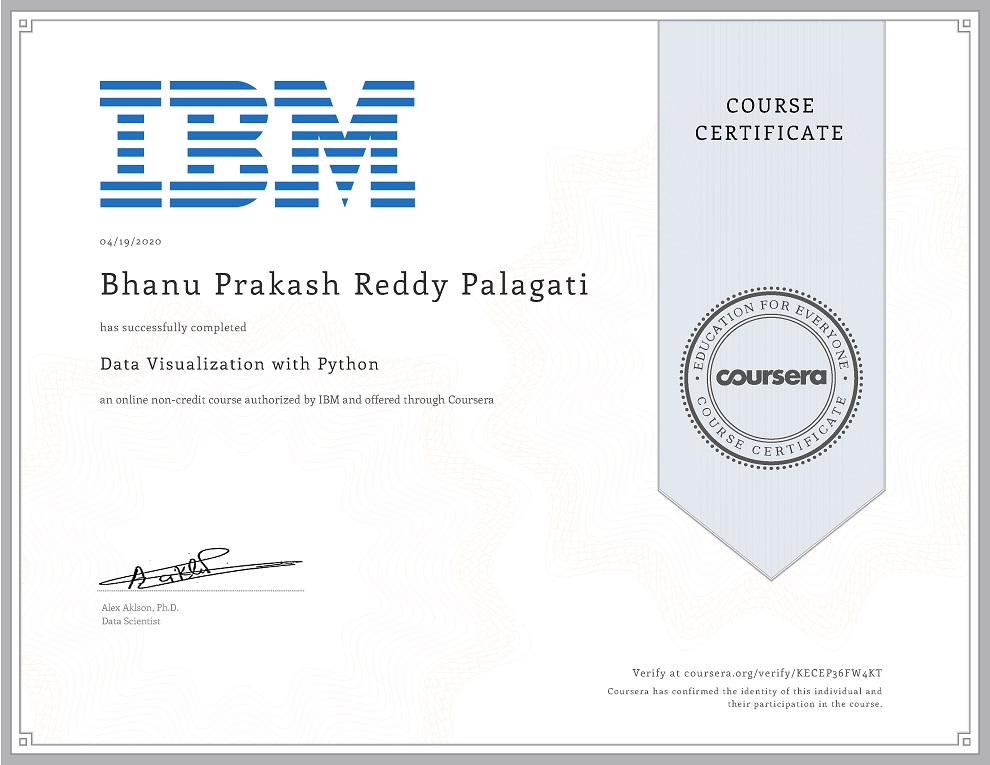 IBM
COURSE
CERTIFICATE
04/19/2020
Bhanu Prakash Reddy Palagati
has successfully completed
Data Visualization with Python
an online non-credit course authorized by IBM and offered through Coursera
EDUCATION FOR EVERYONE
coursera
COURSE CERTIFICATE
Alex Aklson, Ph.D.
Data Scientist
Verify at coursera.org/verify/KECEP36FW4KT
Coursera has confirmed the identity of this individual and
their participation in the course.